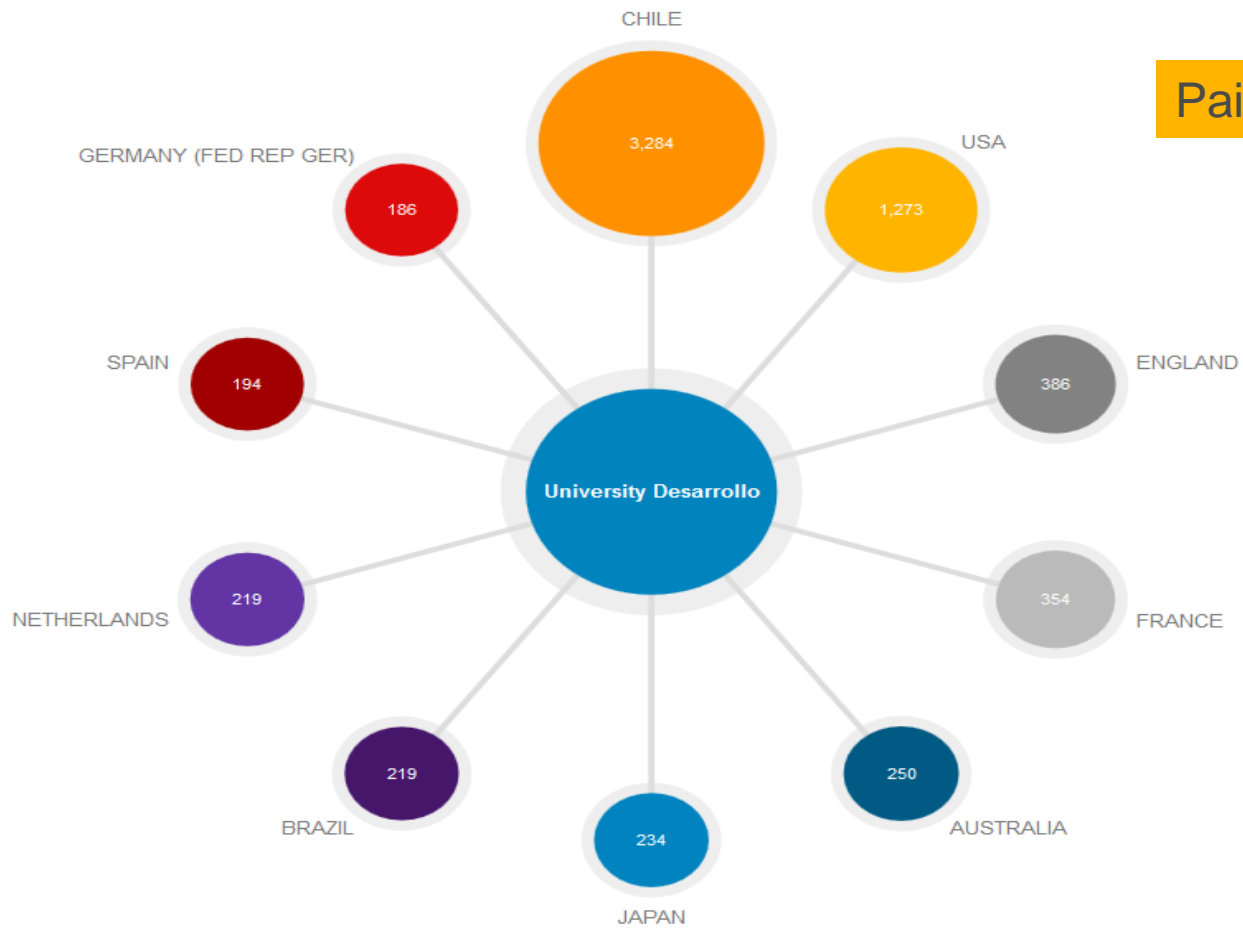 CHILE
3,284
Pai
USA
1,273
GERMANY (FED REP GER)
186
ENGLAND
386
SPAIN
194
University Desarrollo
FRANCE
354
NETHERLANDS
219
AUSTRALIA
250
BRAZIL
219
JAPAN
234